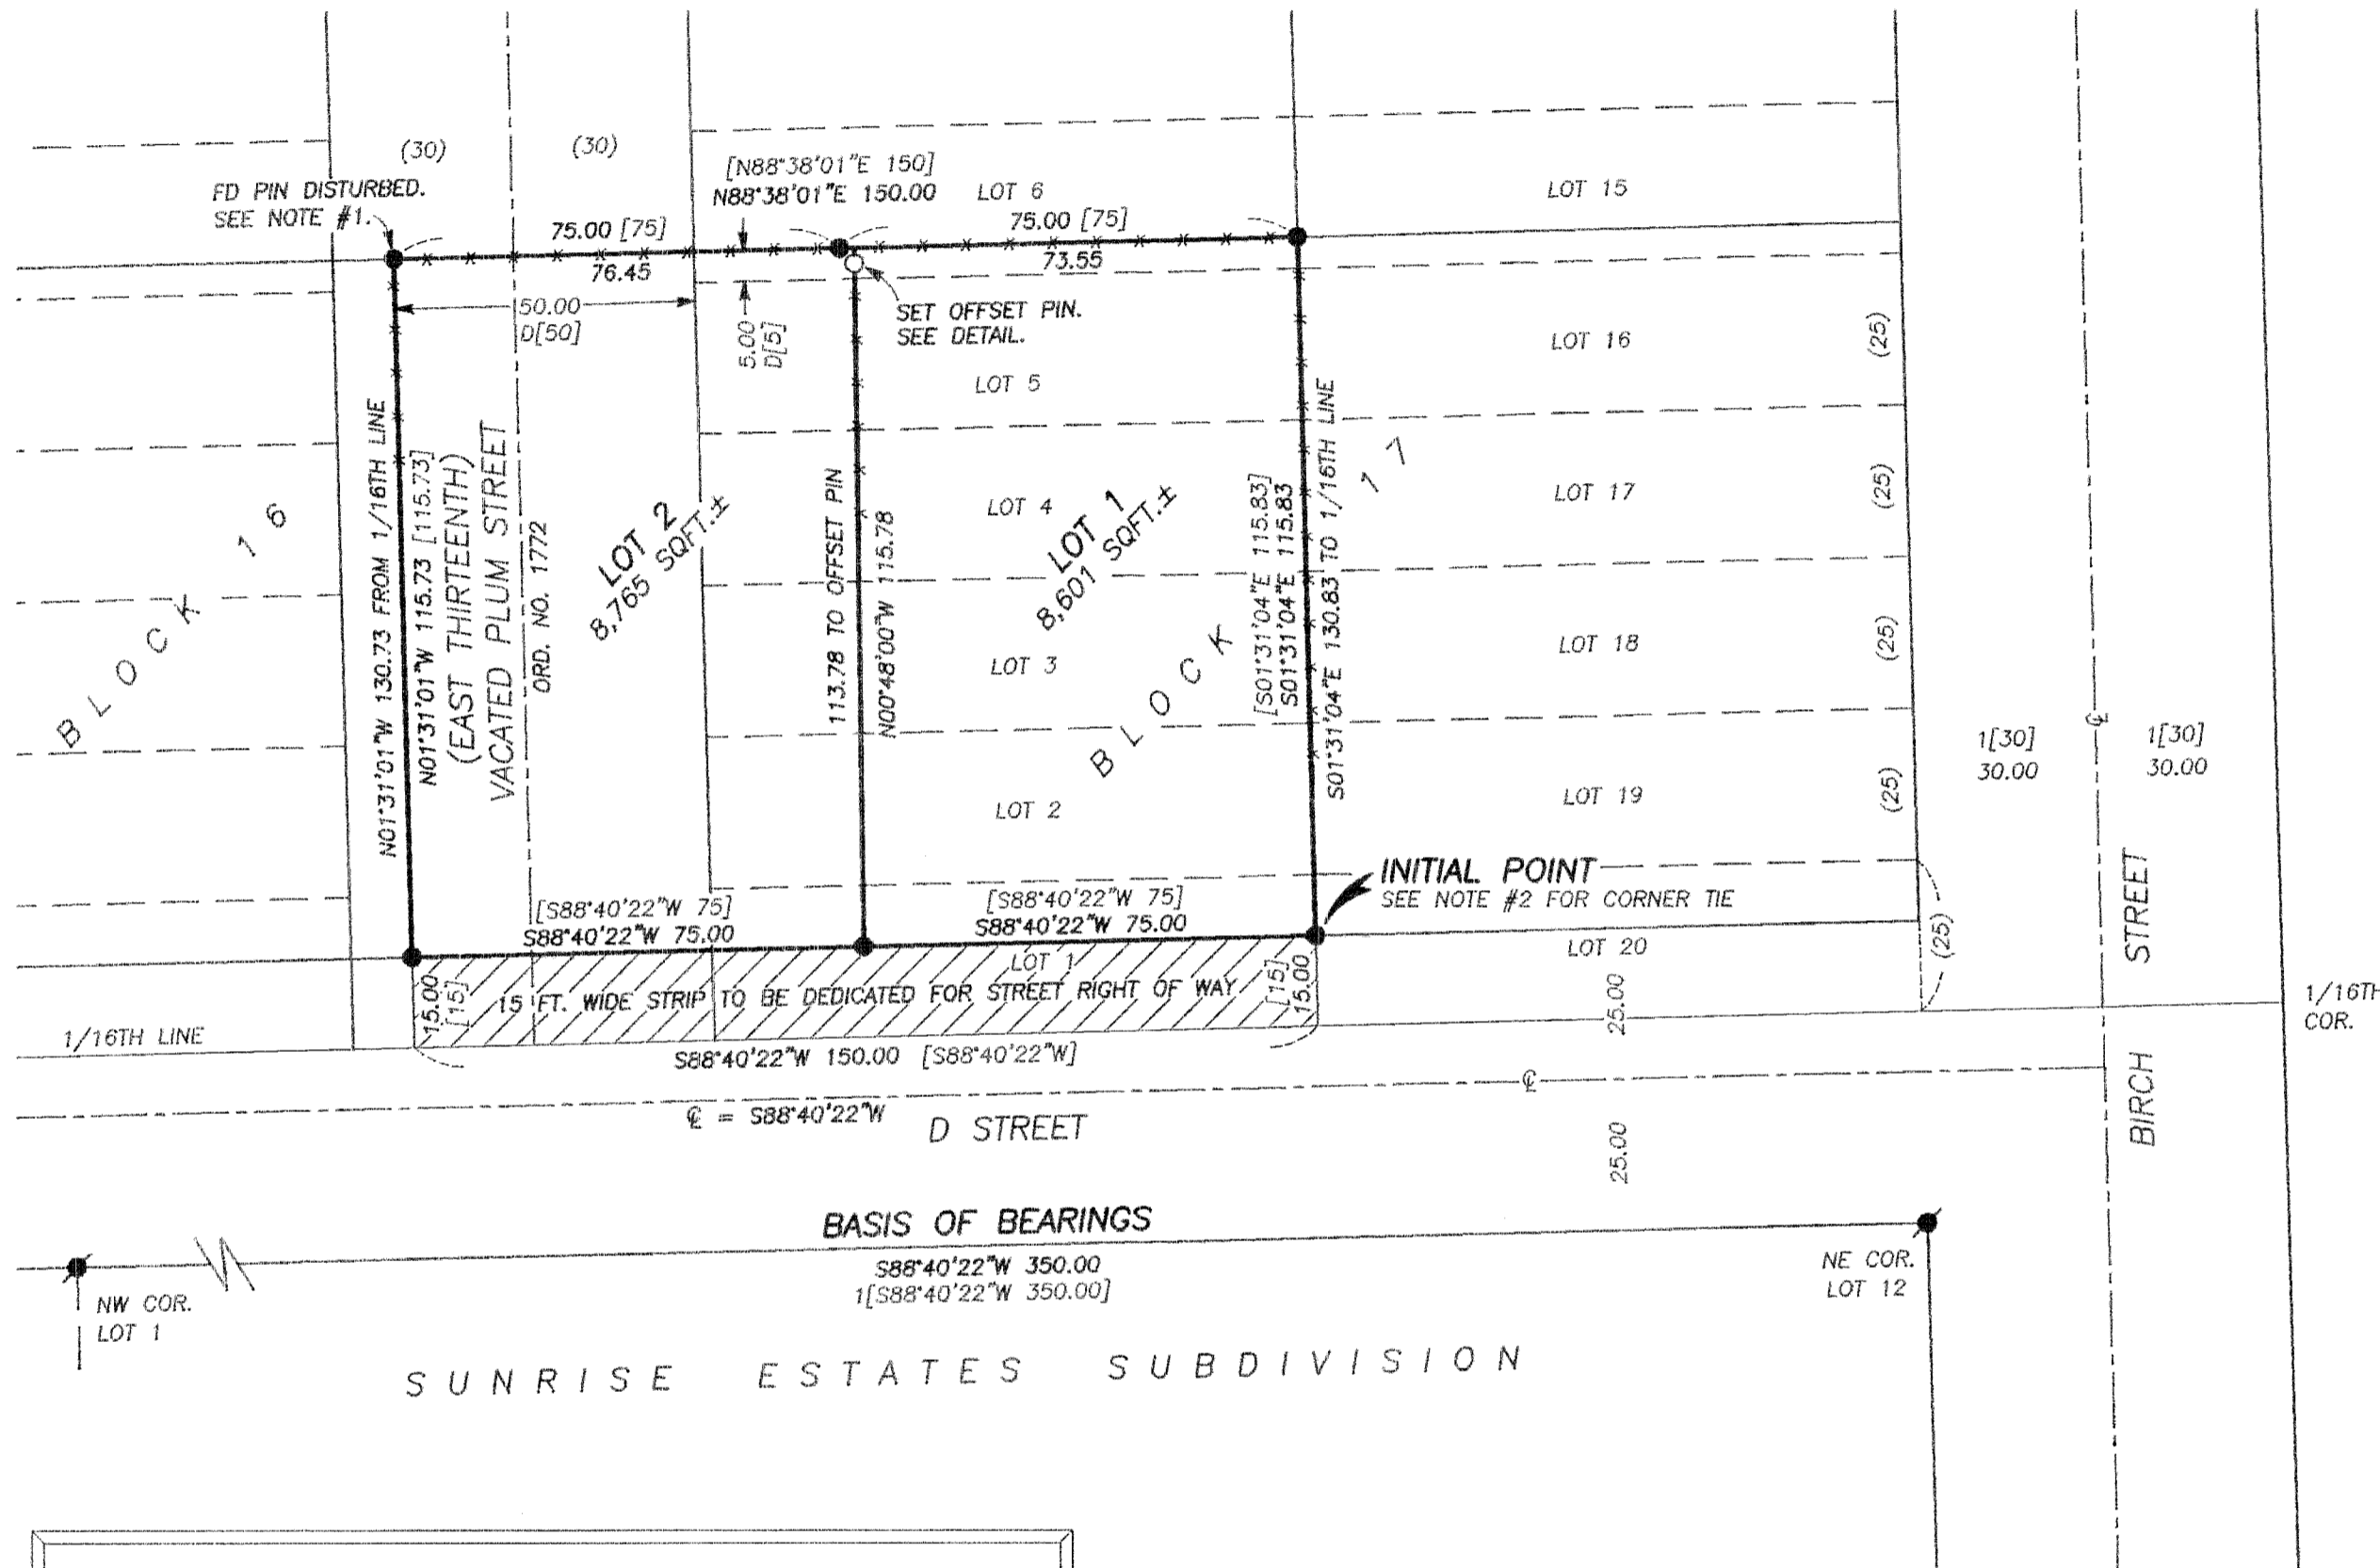 (30)
(30)
[N88°38'01"E 150]
N88°38'01"E 150.00
LOT 6
LOT 15
FD PIN DISTURBED.
SEE NOTE #1.
75.00 [75]
75.00 [75]
76.45
73.55
50.00
D[50]
5.00
D[5]
SET OFFSET PIN.
SEE DETAIL.
LOT 16
(25)
LOT 5
BLOCK 16
N01°31'01"W 130.73 FROM 1/16TH LINE
N01°31'01"W 115.73 [115.73]
(EAST THIRTEENTH)
VACATED PLUM STREET
ORD. NO. 1772
LOT 2
8,765 SQFT.±
113.78 TO OFFSET PIN
N00°48'00"W 115.78
LOT 4
LOT 1
8,601 SQFT.±
[S01°31'04"E 115.83]
S01°31'04"E 115.83
S01°31'04"E 130.83 TO 1/16TH LINE
BLOCK 17
LOT 17
(25)
LOT 3
LOT 18
(25)
LOT 2
LOT 19
(25)
1[30]
30.00
℄
1[30]
30.00
INITIAL POINT
SEE NOTE #2 FOR CORNER TIE
[S88°40'22"W 75]
S88°40'22"W 75.00
[S88°40'22"W 75]
S88°40'22"W 75.00
LOT 1
LOT 20
(25)
15.00
[15]
15 FT. WIDE STRIP TO BE DEDICATED FOR STREET RIGHT OF WAY
[15]
15.00
25.00
1/16TH LINE
1/16TH
COR.
S88°40'22"W 150.00 [S88°40'22"W]
℄
℄ = S88°40'22"W
D STREET
25.00
BIRCH STREET
BASIS OF BEARINGS
S88°40'22"W 350.00
1[S88°40'22"W 350.00]
NW COR.
LOT 1
NE COR.
LOT 12
SUNRISE ESTATES SUBDIVISION